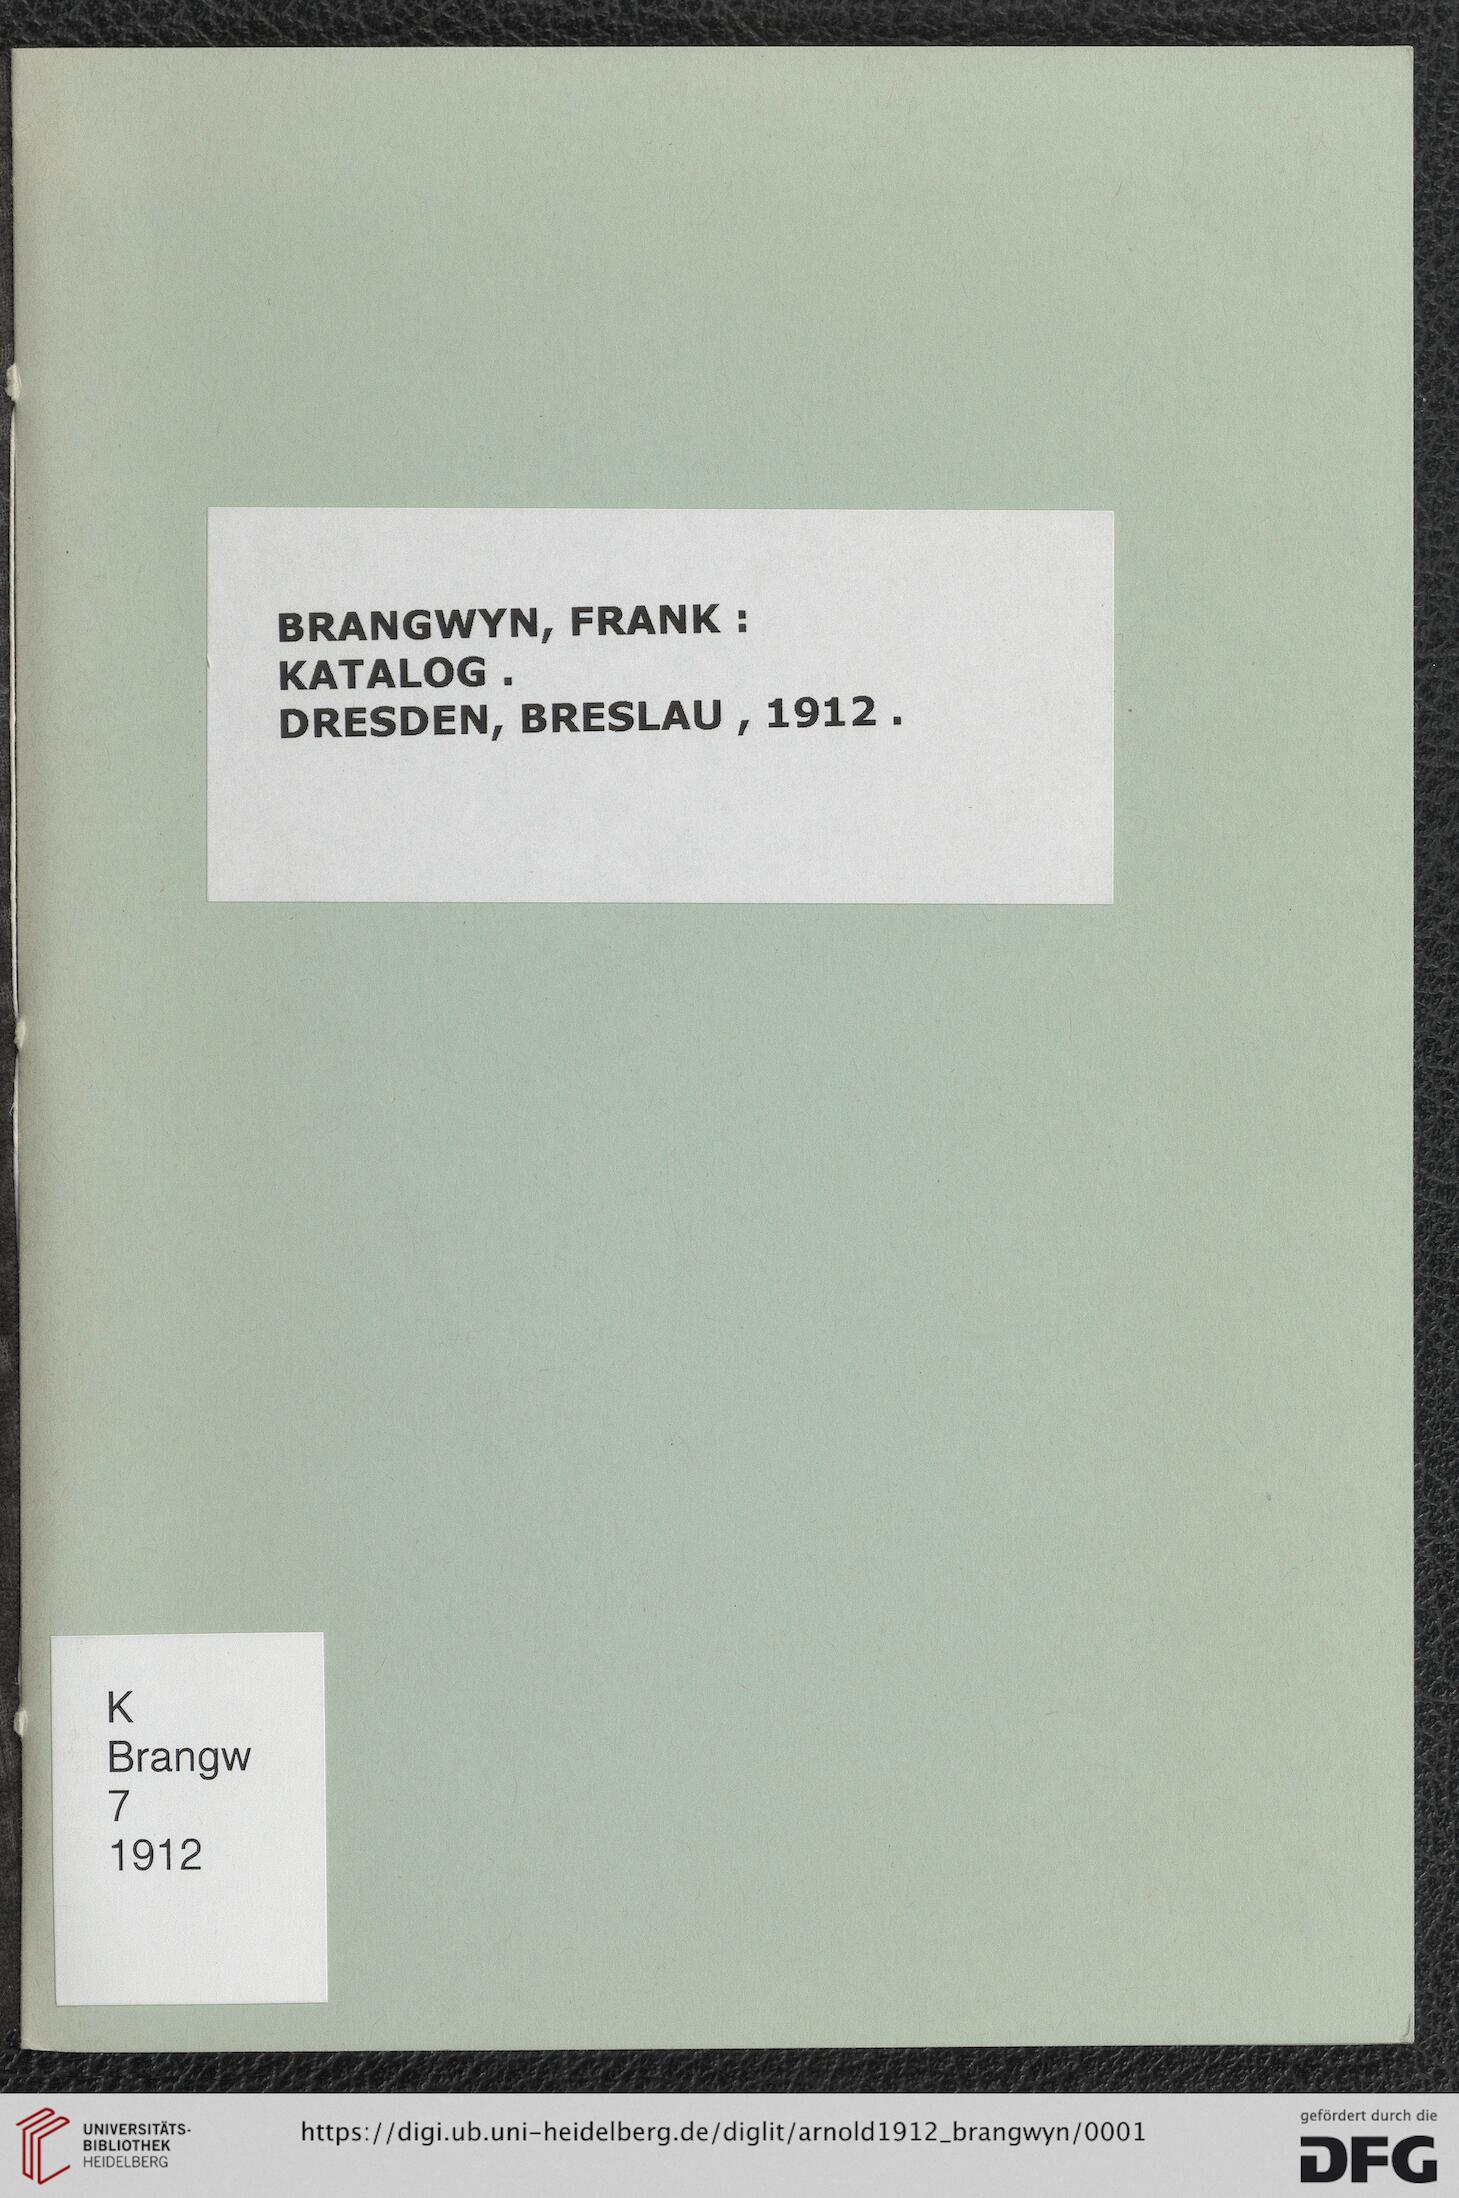 BRANGWYN, FRANK :
KATALOG .
DRESDEN, BRESLAU , 1912 .
K
Brangw
7
1912
UNIVERSITÄTS-
BIBLIOTHEK
HEIDELBERG
https://digi.ub.uni-heidelberg.de/diglit/arnold1912_brangwyn/0001
gefördert durch die
DFG